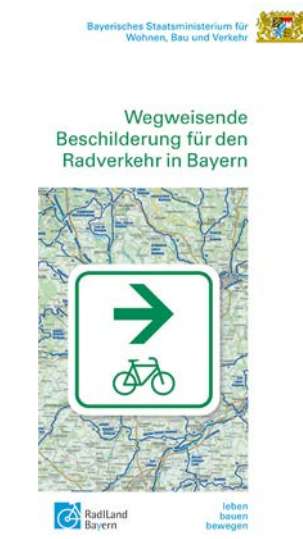 Bayerisches Staatsministerium für
Wohnen, Bau und Verkehr
Wegweisende
Beschilderung für den
Radverkehr in Bayern
RadlLand
Bayern
leben
bauen
bewegen